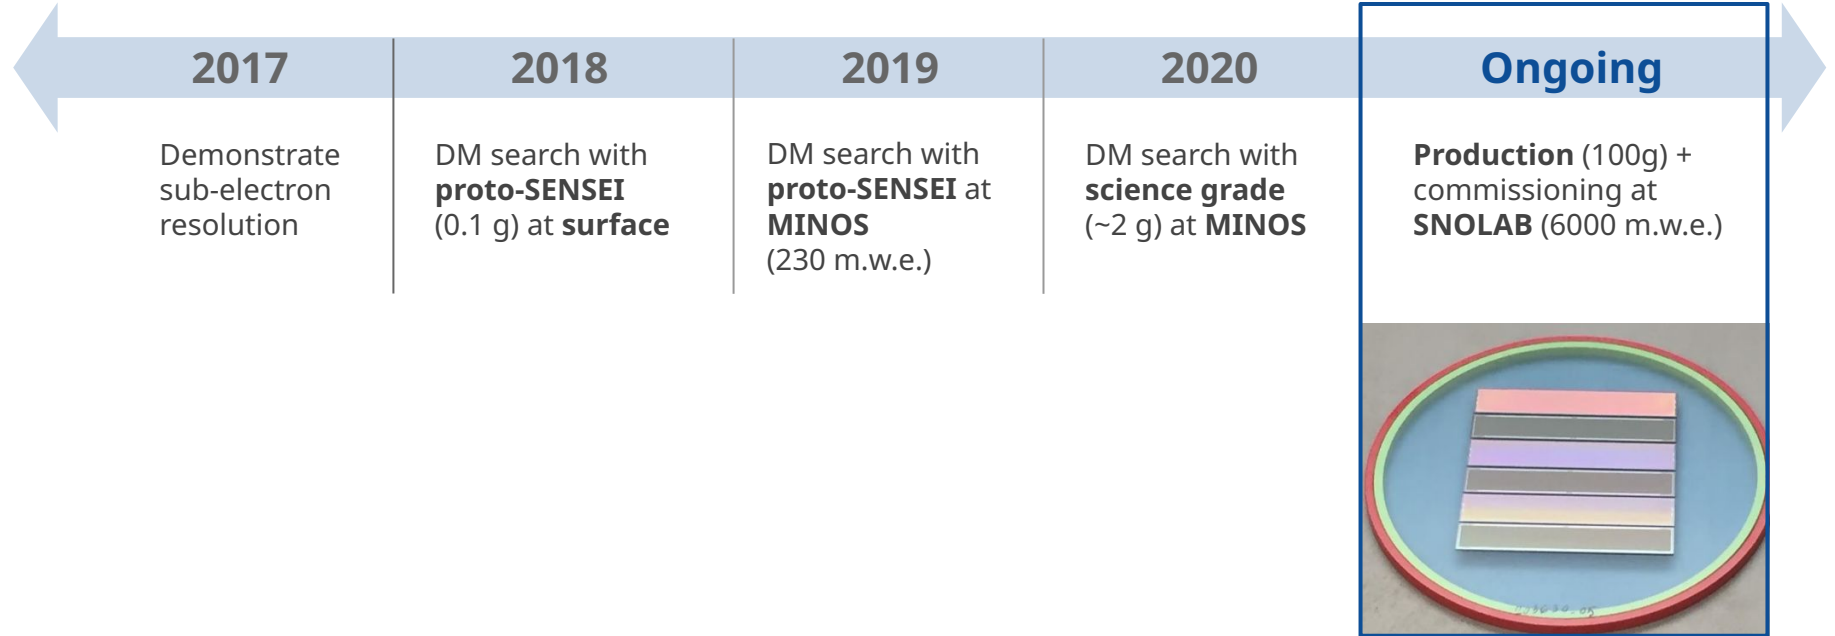 2017
2018
2019
2020
Ongoing
Demonstrate
sub-electron
resolution
DM search with
proto-SENSEI
(0.1 g) at surface
DM search with
proto-SENSEI at
MINOS
(230 m.w.e.)
DM search with
science grade
(~2 g) at MINOS
Production (100g) +
commissioning at
SNOLAB (6000 m.w.e.)